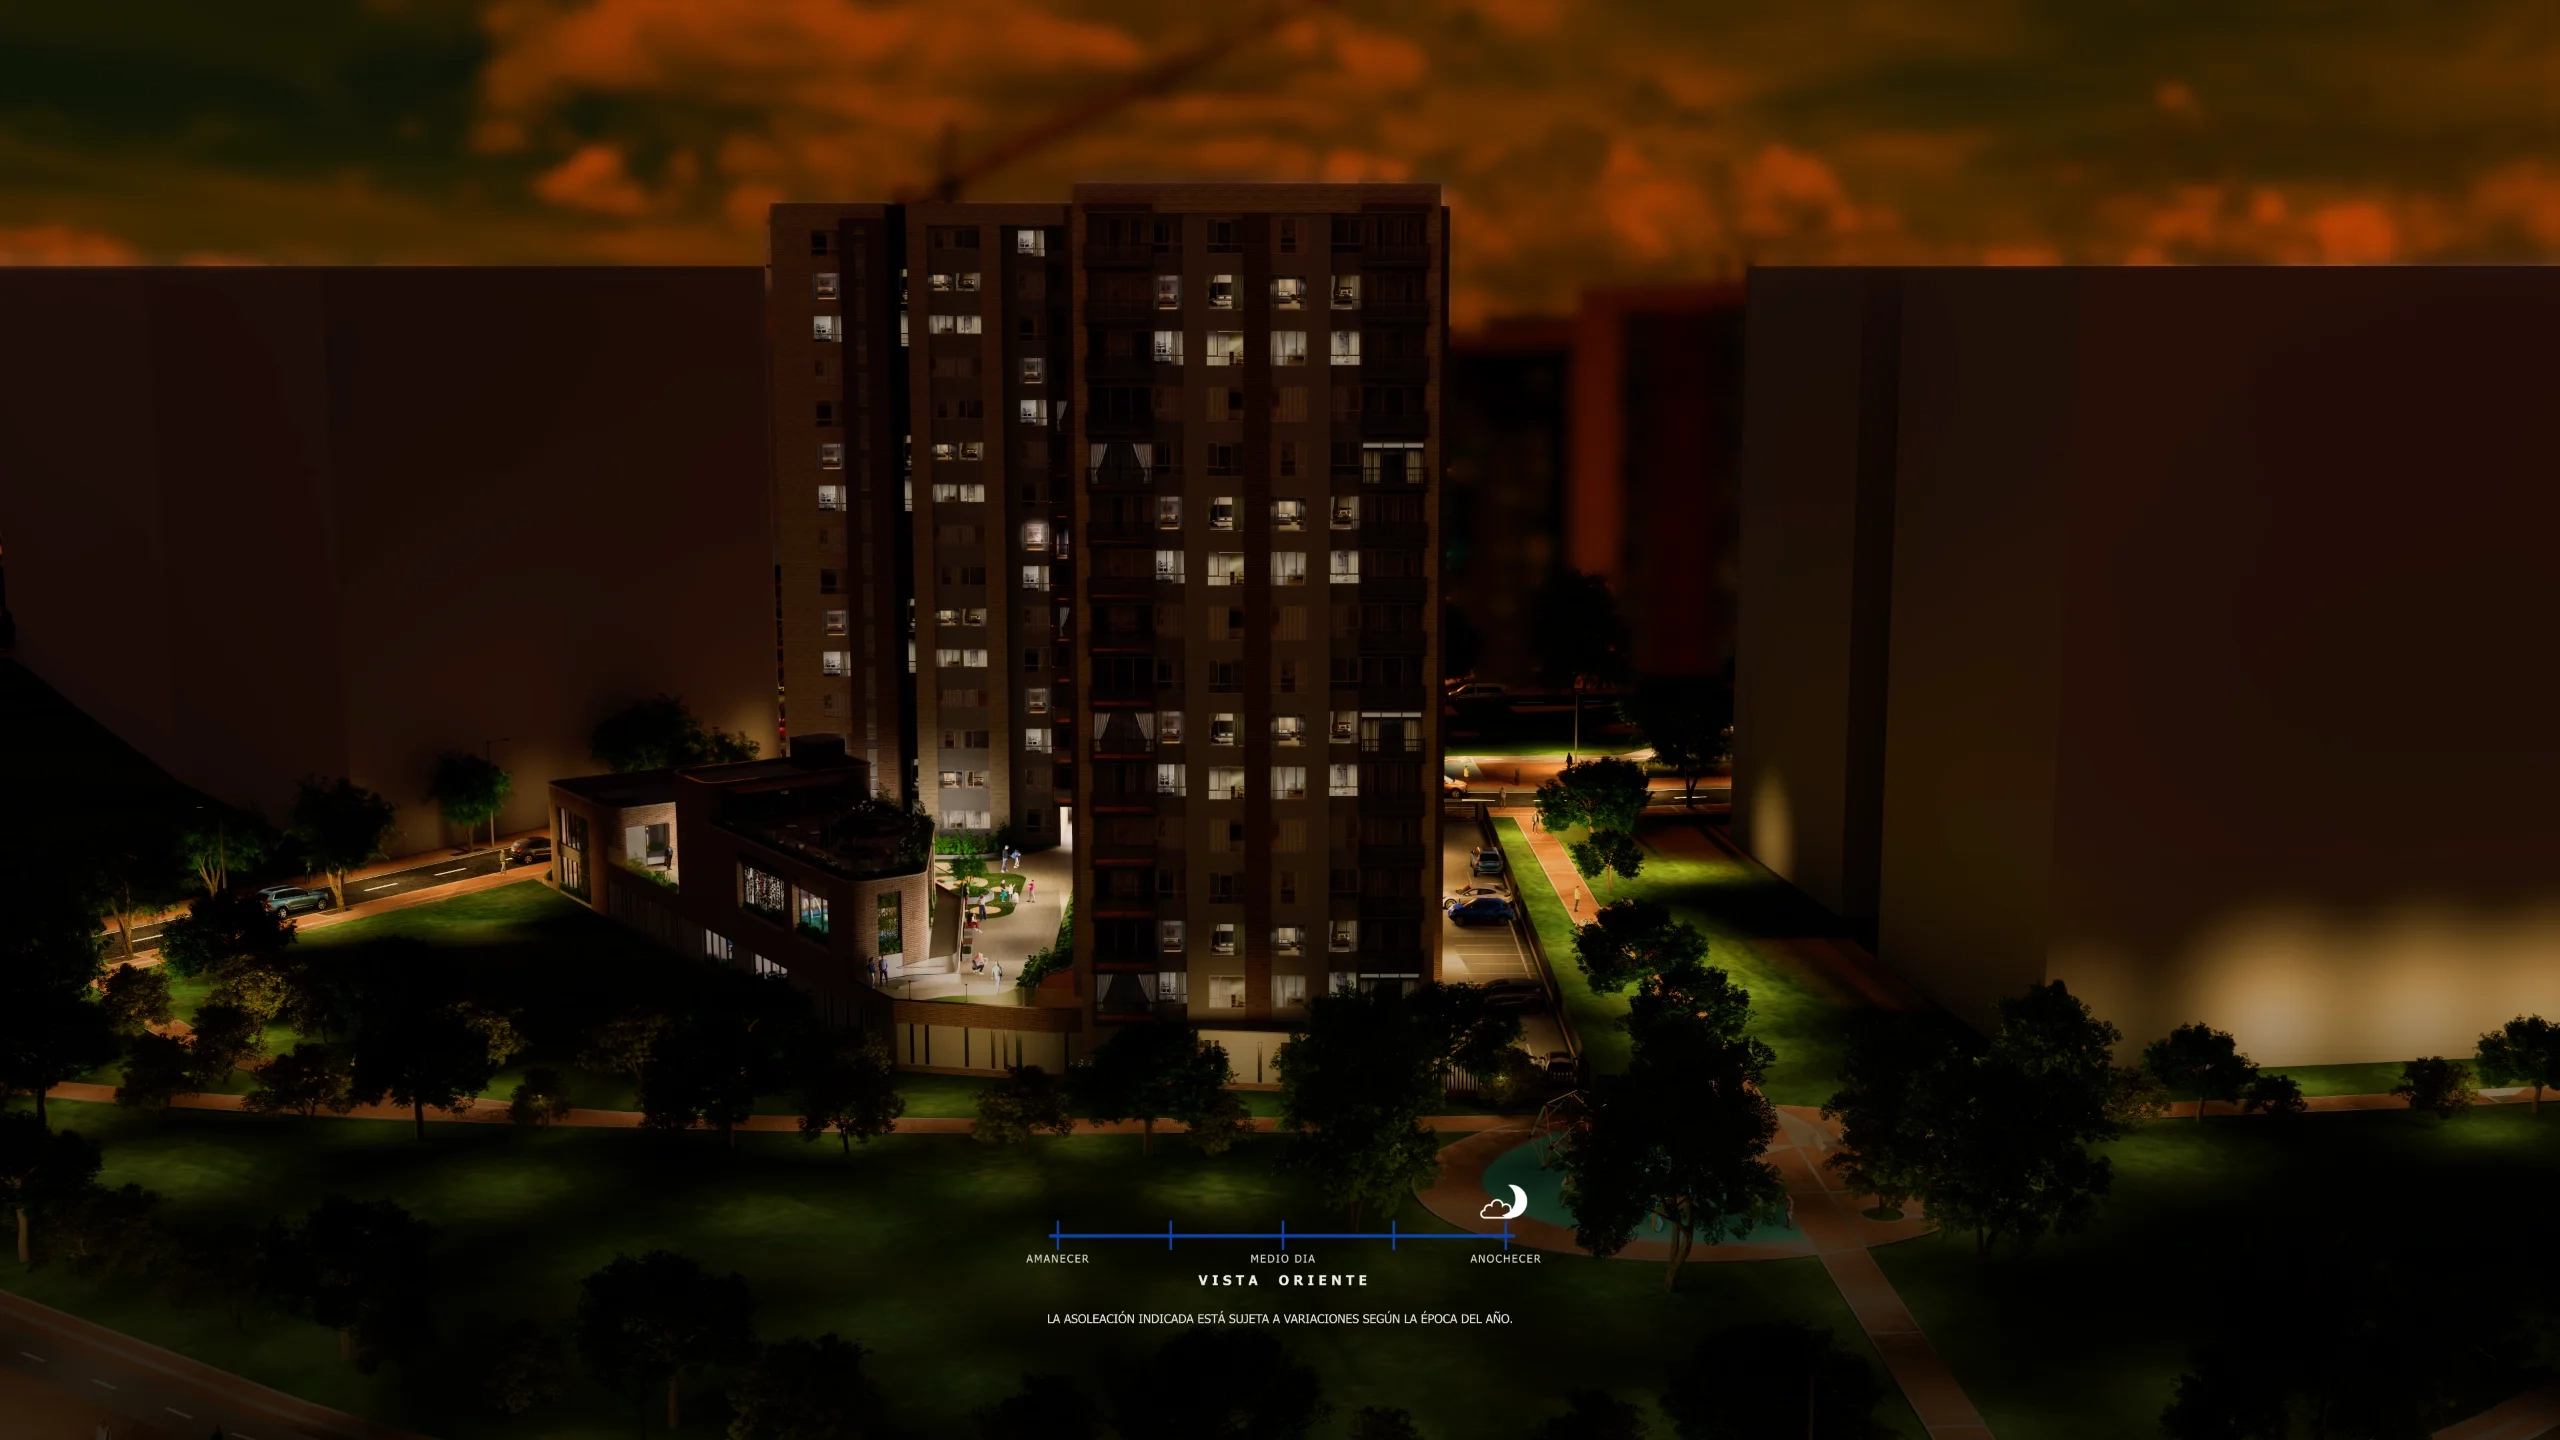 AMANECER MEDIO DIA ANOCHECER
VISTA ORIENTE
LA ASOLEACIÓN INDICADA ESTÁ SUJETA A VARIACIONES SEGÚN LA ÉPOCA DEL AÑO.